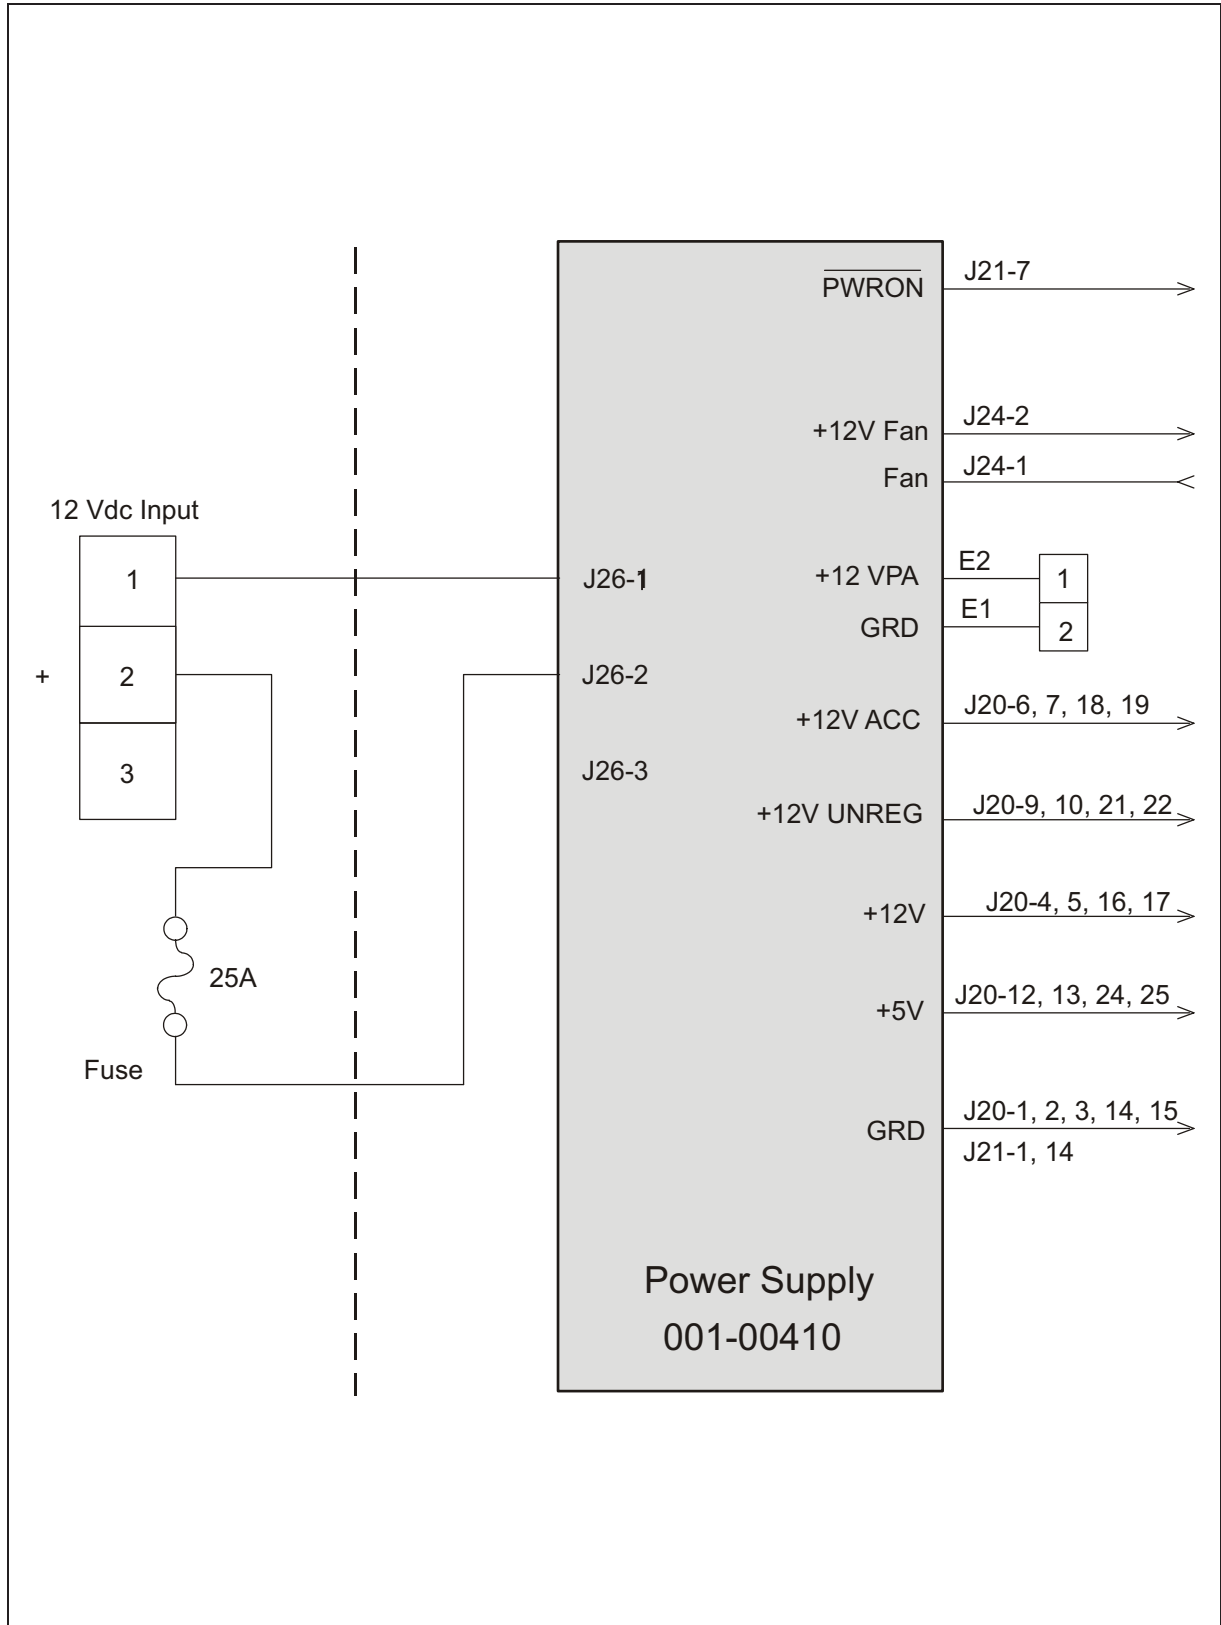 PWRON
J21-7
+12V Fan
J24-2
Fan
J24-1
12 Vdc Input
1
J26-1
+12 VPA
E2
1
GRD
E1
2
+
2
J26-2
+12V ACC
J20-6, 7, 18, 19
3
J26-3
+12V UNREG
J20-9, 10, 21, 22
+12V
J20-4, 5, 16, 17
25A
+5V
J20-12, 13, 24, 25
Fuse
GRD
J20-1, 2, 3, 14, 15
J21-1, 14
Power Supply
001-00410